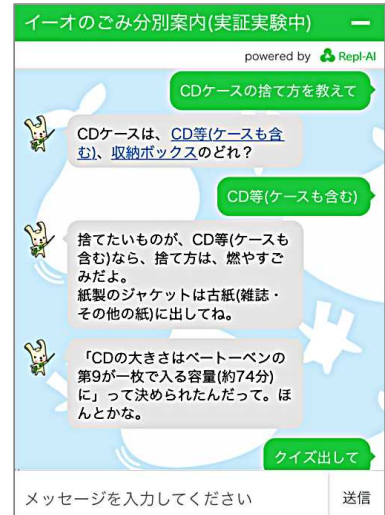 イーオのごみ分別案内(実証実験中)
powered by Repl-AI
CDケースの捨て方を教えて
CDケースは、CD等(ケースも含
む)、収納ボックスのどれ？
CD等(ケースも含む)
捨てたいものが、CD等(ケースも
含む)なら、捨て方は、燃やすご
みだよ。
紙製のジャケットは古紙(雑誌・
その他の紙)に出してね。
「CDの大きさはベートーベンの
第9が一枚で入る容量(約74分)
に」って決められたんだって。ほ
んとかな。
クイズ出して
メッセージを入力してください
送信